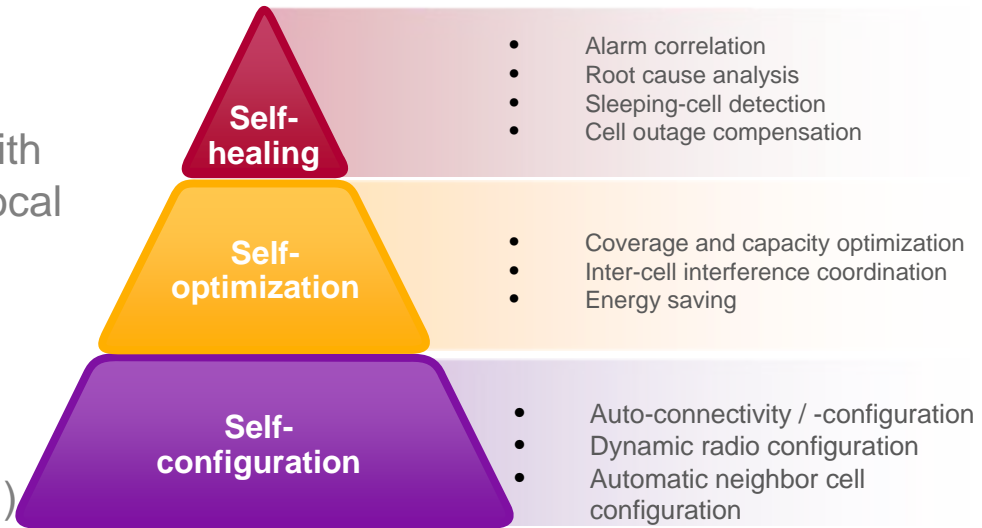 Self-
healing
• Alarm correlation
• Root cause analysis
• Sleeping-cell detection
• Cell outage compensation
Self-
optimization
• Coverage and capacity optimization
• Inter-cell interference coordination
• Energy saving
Self-
configuration
• Auto-connectivity / -configuration
• Dynamic radio configuration
• Automatic neighbor cell
configuration
)